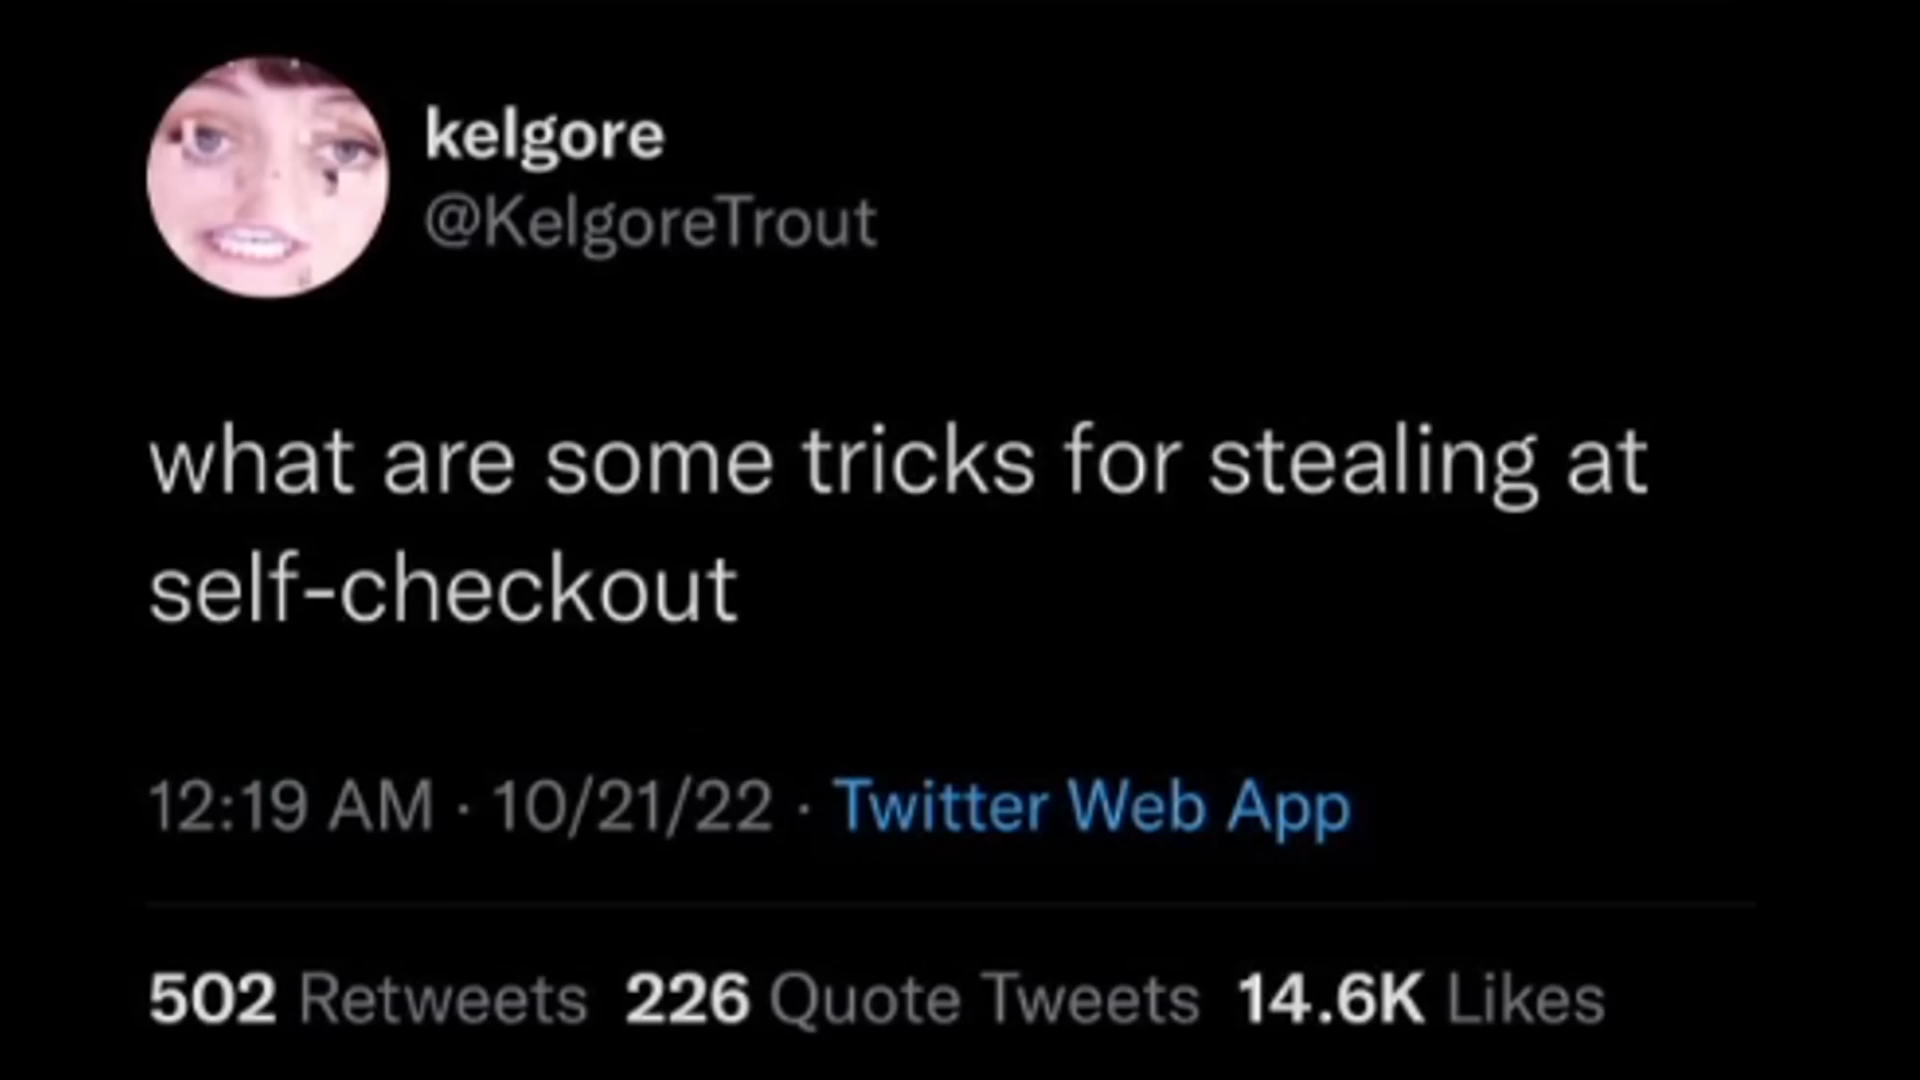 kelgore
@KelgoreTrout
what are some tricks for stealing at
self-checkout
12:19 AM · 10/21/22 · Twitter Web App
502 Retweets 226 Quote Tweets 14.6K Likes